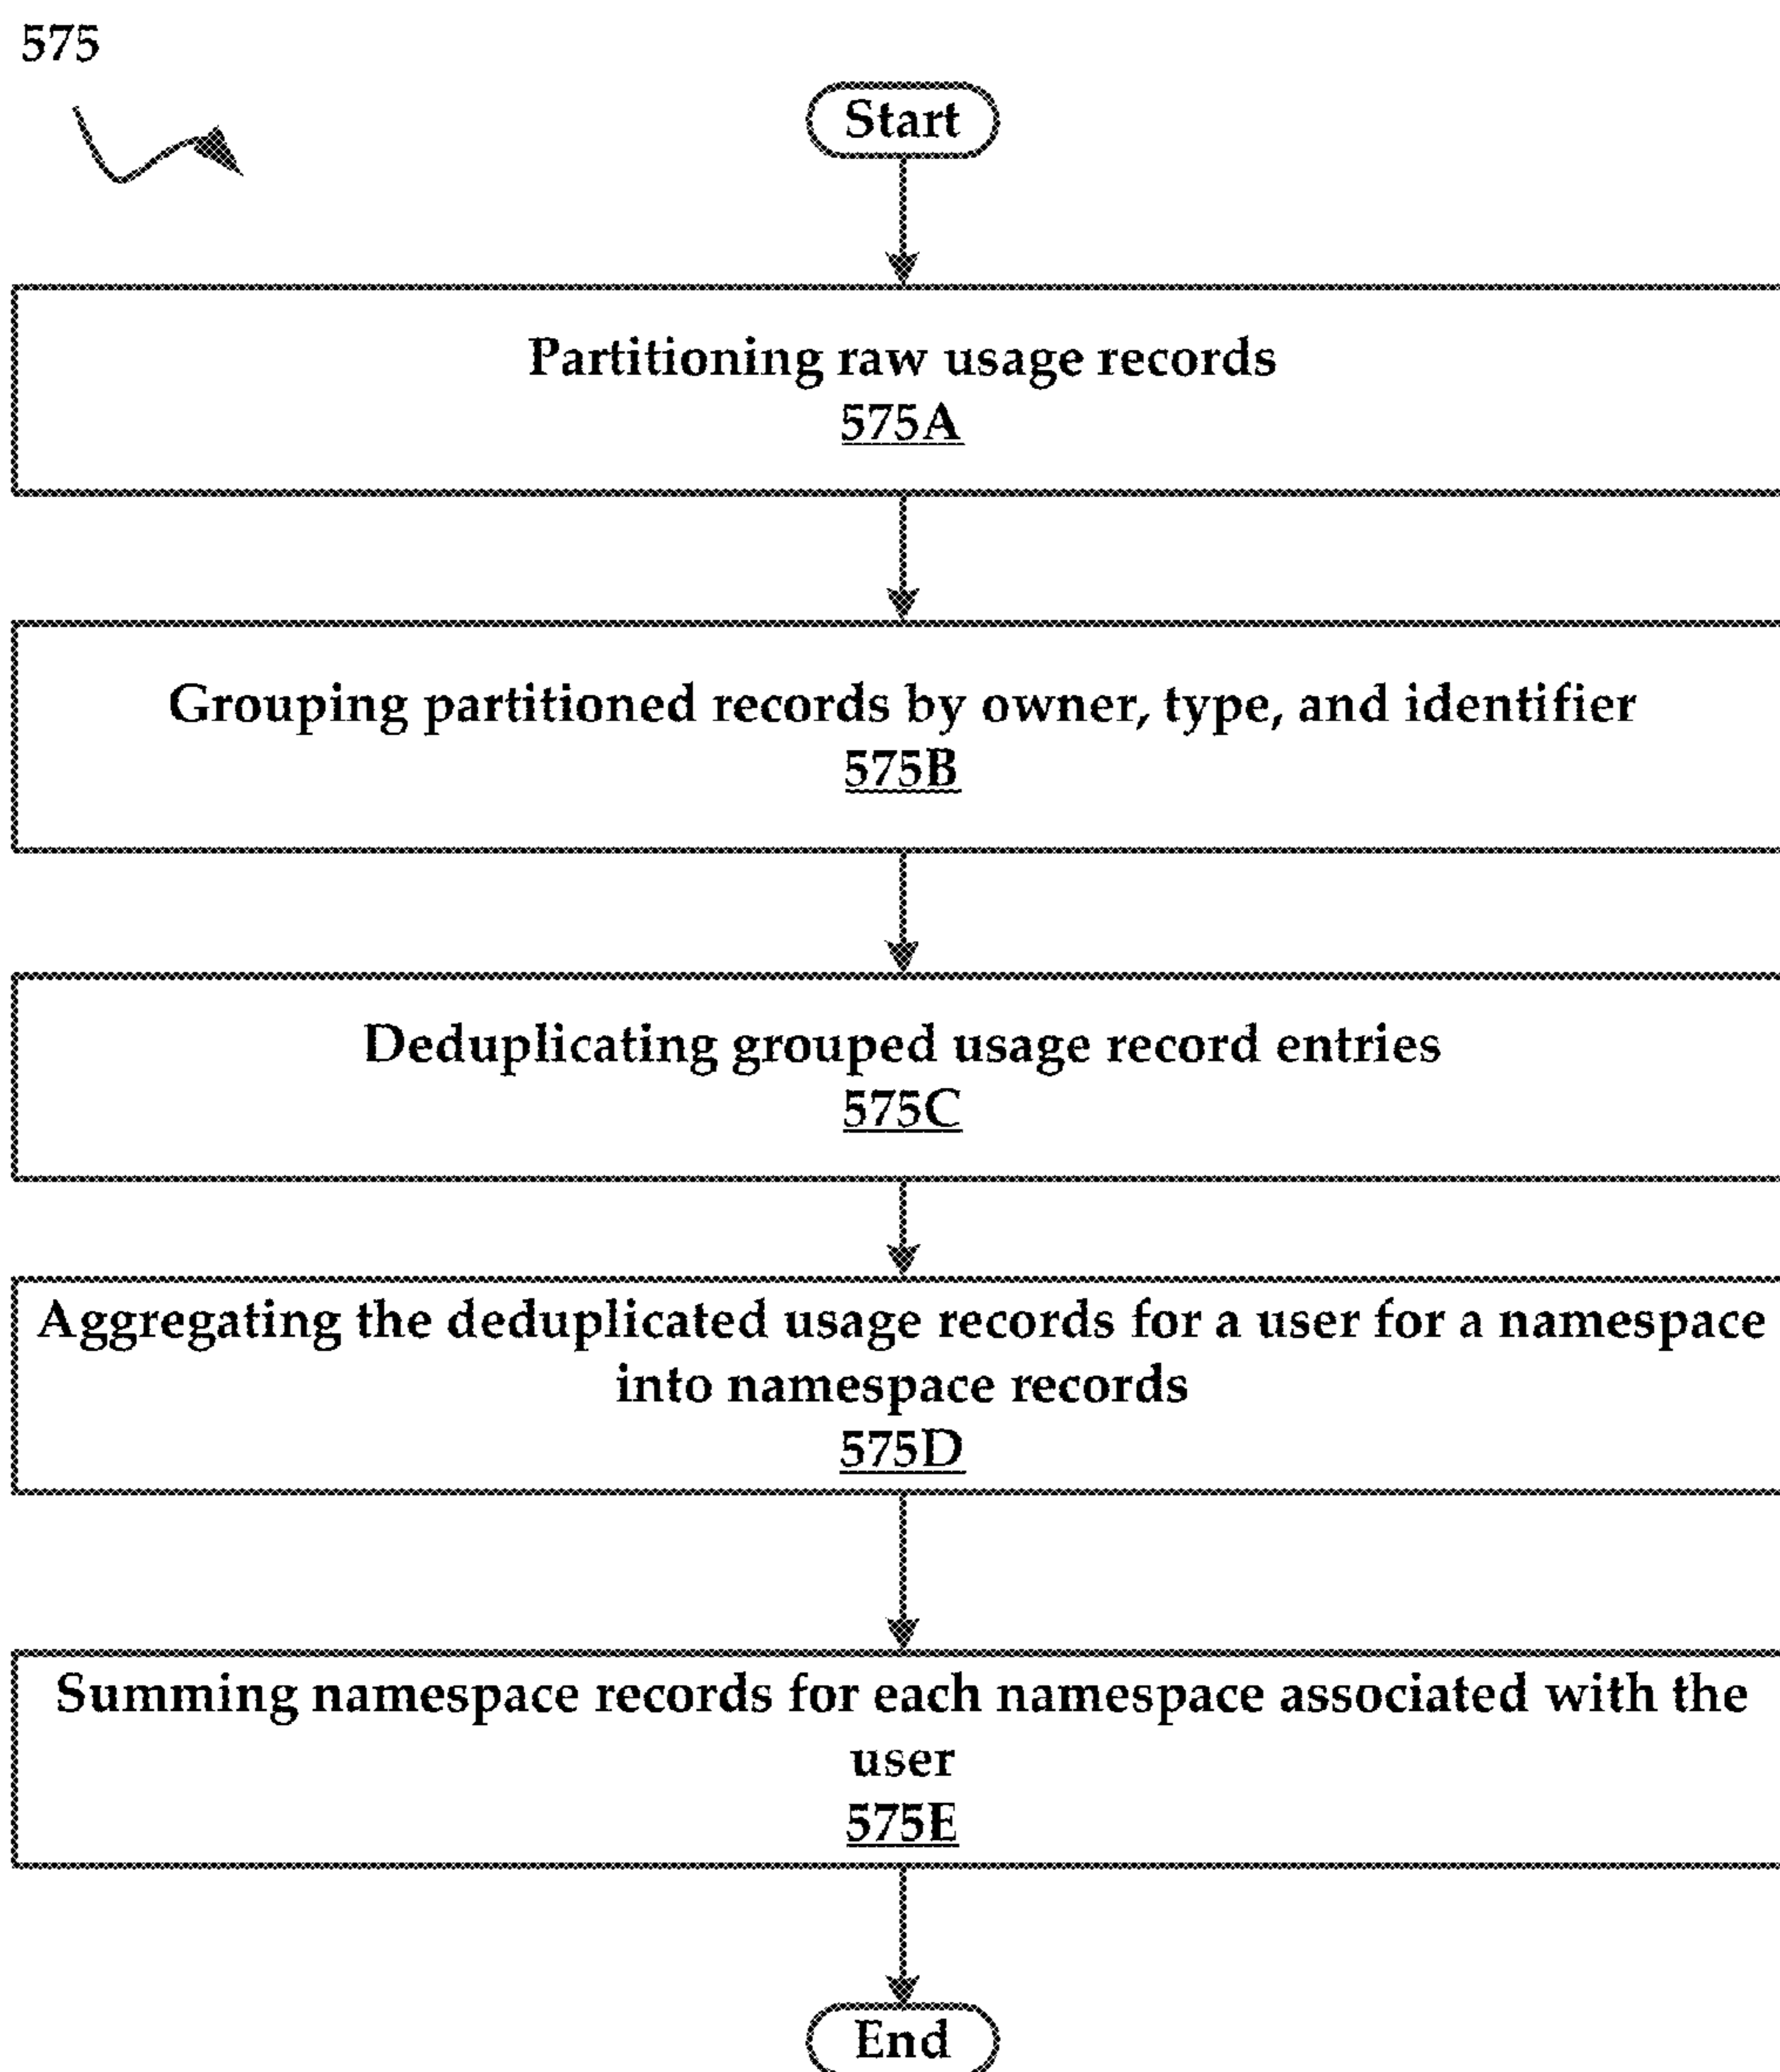 575
Start
Partitioning raw usage records
575A
Grouping partitioned records by owner, type, and identifier
575B
Deduplicating grouped usage record entries
575C
Aggregating the deduplicated usage records for a user for a namespace
into namespace records
575D
Summing namespace records for each namespace associated with the
user
575E
End